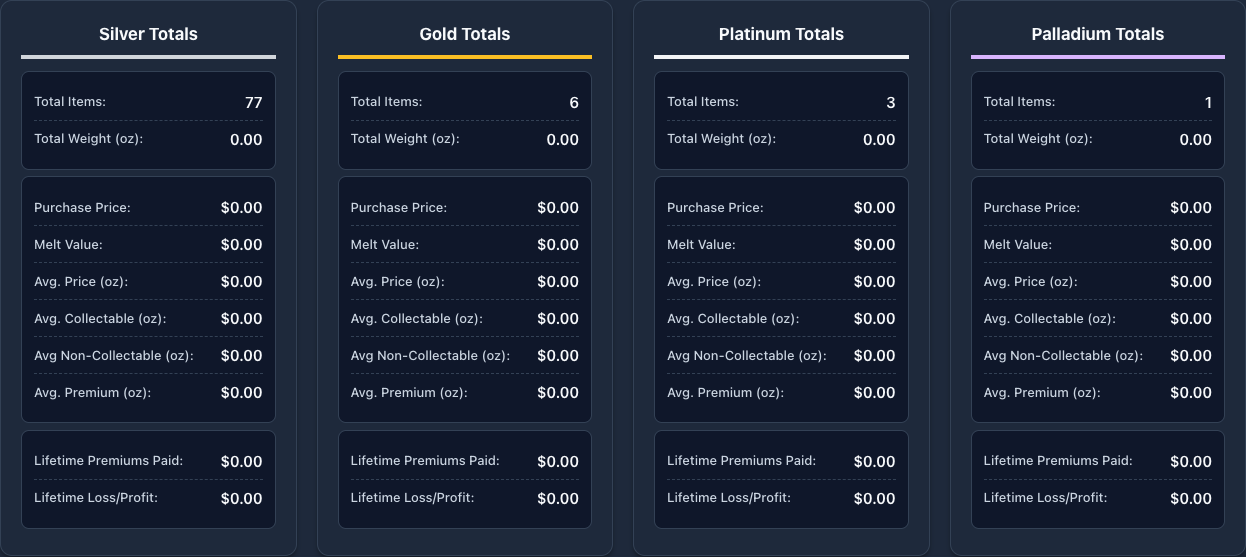 Silver Totals
Total Items: 77
Total Weight (oz): 0.00
Purchase Price: $0.00
Melt Value: $0.00
Avg. Price (oz): $0.00
Avg. Collectable (oz): $0.00
Avg Non-Collectable (oz): $0.00
Avg. Premium (oz): $0.00
Lifetime Premiums Paid: $0.00
Lifetime Loss/Profit: $0.00
Gold Totals
Total Items: 6
Total Weight (oz): 0.00
Purchase Price: $0.00
Melt Value: $0.00
Avg. Price (oz): $0.00
Avg. Collectable (oz): $0.00
Avg Non-Collectable (oz): $0.00
Avg. Premium (oz): $0.00
Lifetime Premiums Paid: $0.00
Lifetime Loss/Profit: $0.00
Platinum Totals
Total Items: 3
Total Weight (oz): 0.00
Purchase Price: $0.00
Melt Value: $0.00
Avg. Price (oz): $0.00
Avg. Collectable (oz): $0.00
Avg Non-Collectable (oz): $0.00
Avg. Premium (oz): $0.00
Lifetime Premiums Paid: $0.00
Lifetime Loss/Profit: $0.00
Palladium Totals
Total Items: 1
Total Weight (oz): 0.00
Purchase Price: $0.00
Melt Value: $0.00
Avg. Price (oz): $0.00
Avg. Collectable (oz): $0.00
Avg Non-Collectable (oz): $0.00
Avg. Premium (oz): $0.00
Lifetime Premiums Paid: $0.00
Lifetime Loss/Profit: $0.00